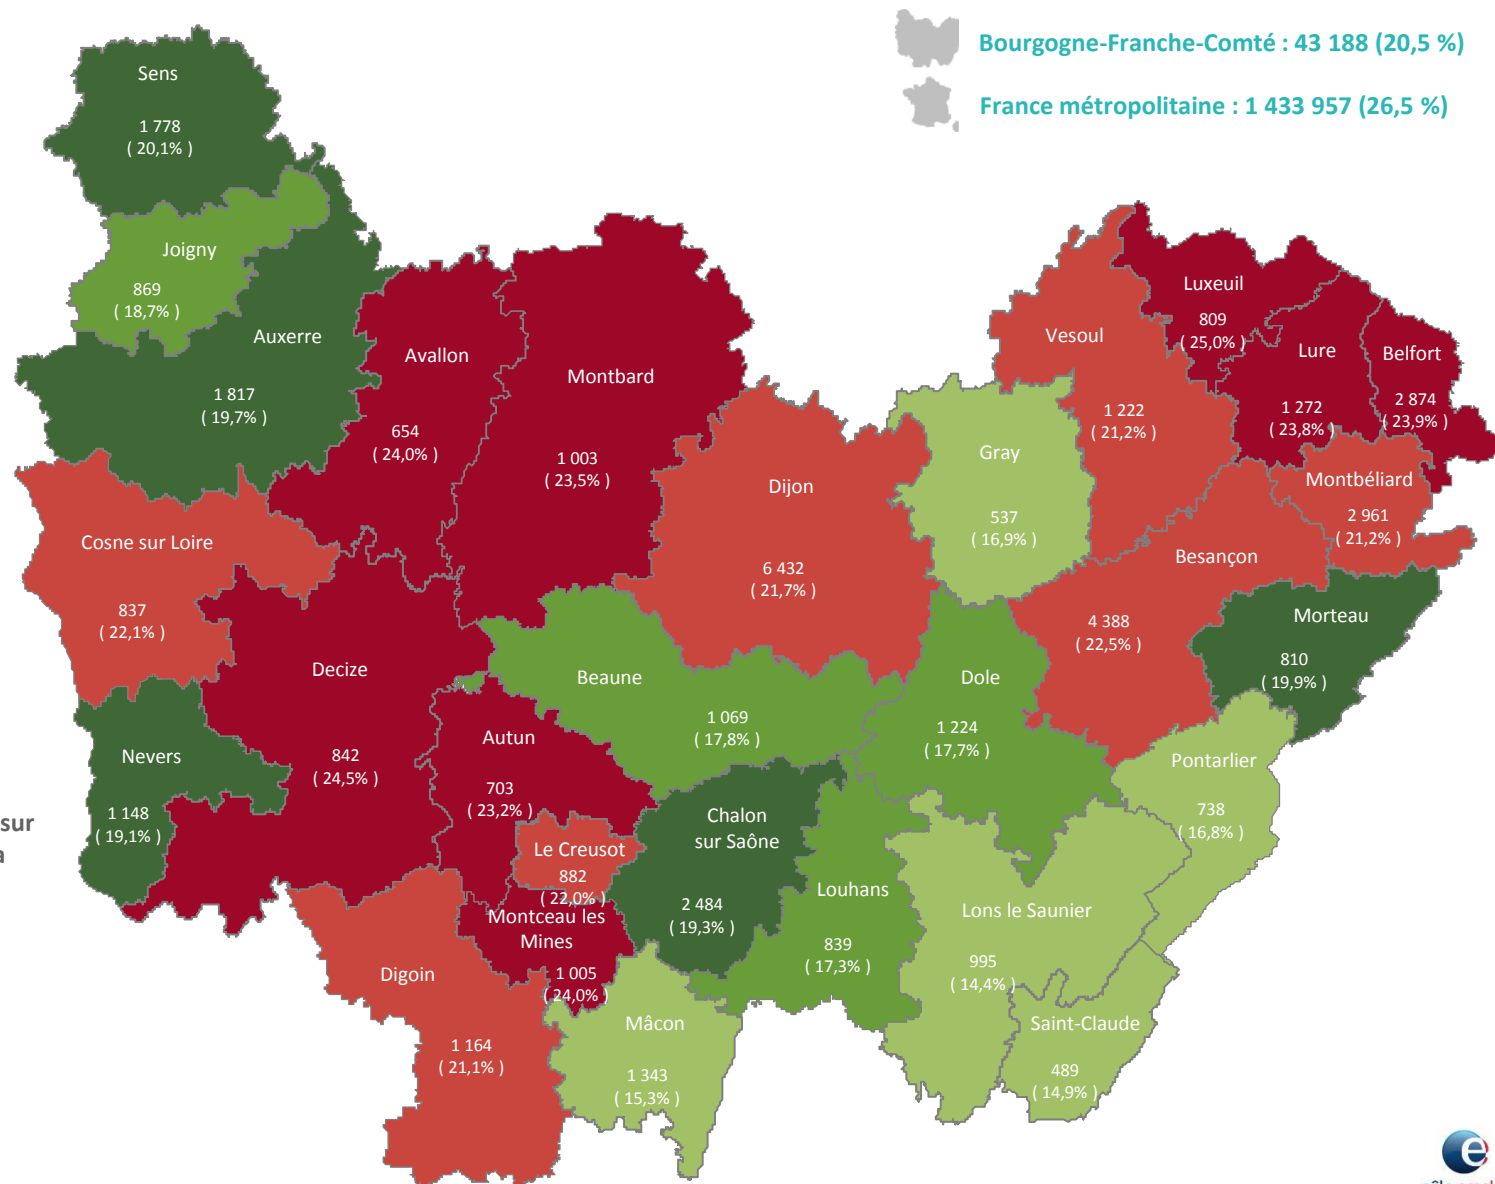 Bourgogne-Franche-Comté : 43 188 (20,5 %)
France métropolitaine : 1 433 957 (26,5 %)
Sens
1 778
( 20,1% )
Joigny
869
( 18,7% )
Auxerre
1 817
( 19,7% )
Avallon
654
( 24,0% )
Montbard
1 003
( 23,5% )
Luxeuil
809
( 25,0% )
Vesoul
1 222
( 21,2% )
Lure
1 272
( 23,8% )
Belfort
2 874
( 23,9% )
Montbéliard
2 961
( 21,2% )
Gray
537
( 16,9% )
Dijon
6 432
( 21,7% )
Besançon
4 388
( 22,5% )
Cosne sur Loire
837
( 22,1% )
Morteau
810
( 19,9% )
Decize
842
( 24,5% )
Beaune
1 069
( 17,8% )
Dole
1 224
( 17,7% )
Nevers
1 148
( 19,1% )
Autun
703
( 23,2% )
Pontarlier
738
( 16,8% )
sur
Chalon
sur Saône
2 484
( 19,3% )
Le Creusot
882
( 22,0% )
Louhans
839
( 17,3% )
Lons le Saunier
995
( 14,4% )
Montceau les
Mines
1 005
( 24,0% )
Digoin
1 164
( 21,1% )
Mâcon
1 343
( 15,3% )
Saint-Claude
489
( 14,9% )